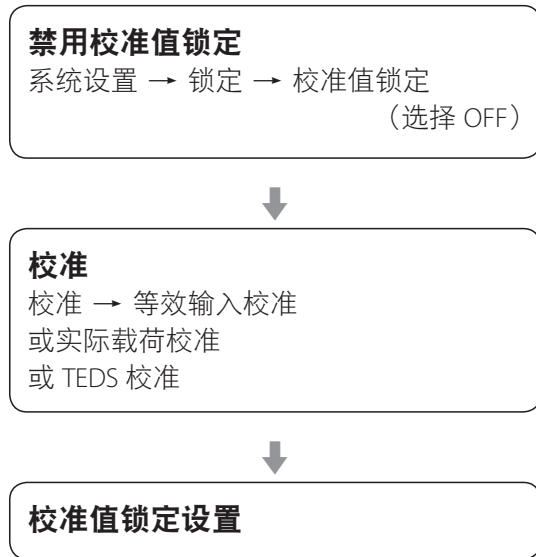 禁用校准值锁定
系统设置 → 锁定 → 校准值锁定
（选择 OFF）
校准
校准 → 等效输入校准
或实际载荷校准
或 TEDS 校准
校准值锁定设置